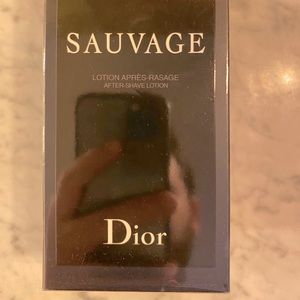 SAUVAGE
LOTION APRÈS-RASAGE
AFTER-SHAVE LOTION
Dior